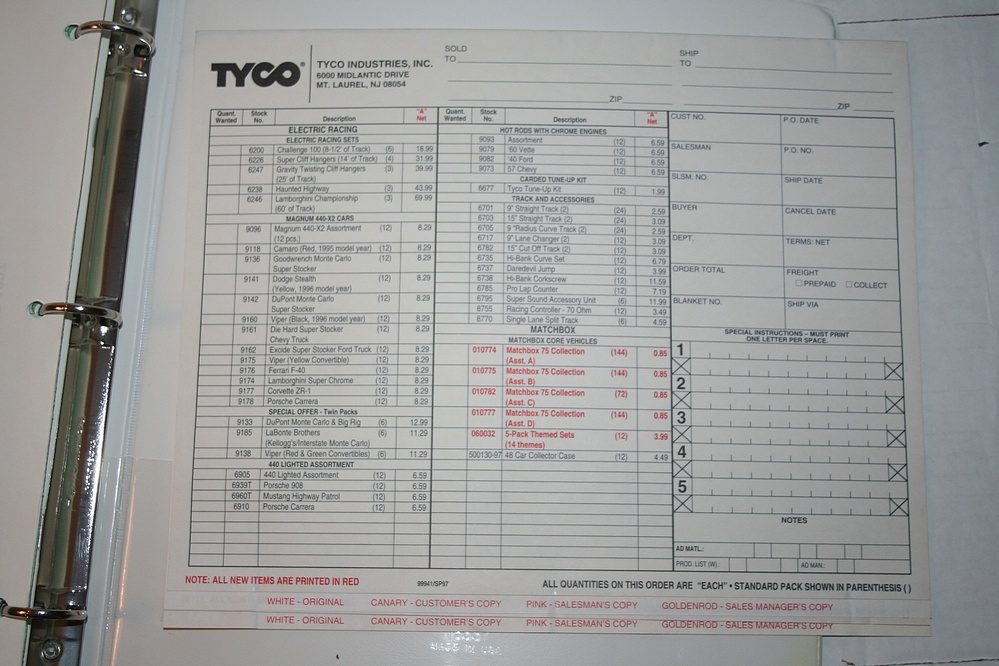 TYCO®
TYCO INDUSTRIES, INC.
6000 MIDLANTIC DRIVE
MT. LAUREL, NJ 08054
SOLD
TO
ZIP
SHIP
TO
ZIP
Quant. Wanted Stock No. Description "A" Net
ELECTRIC RACING
ELECTRIC RACING SETS
6200 Challenge 100 (8-1/2' of Track) (6) 18.99
6226 Super Cliff Hangers (14' of Track) (4) 31.99
6247 Gravity Twisting Cliff Hangers (3) 39.99
(25' of Track)
6238 Haunted Highway (3) 43.99
6246 Lamborghini Championship (3) 69.99
(60' of Track)
MAGNUM 440-X2 CARS
9096 Magnum 440-X2 Assortment (12) 8.29
(12 pcs.)
9118 Camaro (Red, 1995 model year) (12) 8.29
9136 Goodwrench Monte Carlo (12) 8.29
Super Stocker
9141 Dodge Stealth (12) 8.29
(Yellow, 1996 model year)
9142 DuPont Monte Carlo (12) 8.29
Super Stocker
9160 Viper (Black, 1996 model year) (12) 8.29
9161 Die Hard Super Stocker (12) 8.29
Chevy Truck
9162 Excide Super Stocker Ford Truck (12) 8.29
9175 Viper (Yellow Convertible) (12) 8.29
9176 Ferrari F-40 (12) 8.29
9174 Lamborghini Super Chrome (12) 8.29
9177 Corvette ZR-1 (12) 8.29
9178 Porsche Carrera (12) 8.29
SPECIAL OFFER - Twin Packs
9133 DuPont Monte Carlo & Big Rig (6) 12.99
9185 LaBonte Brothers (6) 11.29
(Kellogg's/Interstate Monte Carlo)
9138 Viper (Red & Green Convertibles) (6) 11.29
440 LIGHTED ASSORTMENT
6905 440 Lighted Assortment (12) 6.59
6939T Porsche 908 (12) 6.59
6960T Mustang Highway Patrol (12) 6.59
6910 Porsche Carrera (12) 6.59
Quant. Wanted Stock No. Description "A" Net
HOT RODS WITH CHROME ENGINES
9093 Assortment (12) 6.59
9079 '60 Vette (12) 6.59
9082 '40 Ford (12) 6.59
9073 57 Chevy (12) 6.59
CARDED TUNE-UP KIT
6677 Tyco Tune-Up Kit (12) 1.99
TRACK AND ACCESSORIES
6701 9" Straight Track (2) (24) 2.59
6703 15" Straight Track (2) (24) 3.09
6705 9 "Radius Curve Track (2) (24) 2.59
6717 9" Lane Changer (2) (12) 3.09
6782 15" Cut Off Track (2) (12) 3.09
6735 Hi-Bank Curve Set (12) 6.79
6737 Daredevil Jump (12) 3.99
6738 Hi-Bank Corkscrew (12) 11.59
6785 Pro Lap Counter (12) 7.19
6795 Super Sound Accessory Unit (6) 11.99
8755 Racing Controller - 70 Ohm (12) 3.49
8770 Single Lane Split Track (6) 4.59
MATCHBOX
MATCHBOX CORE VEHICLES
010774 Matchbox 75 Collection (144) 0.85
(Asst. A)
010775 Matchbox 75 Collection (144) 0.85
(Asst. B)
010782 Matchbox 75 Collection (72) 0.85
(Asst. C)
010777 Matchbox 75 Collection (144) 0.85
(Asst. D)
060032 5-Pack Themed Sets (12) 3.99
(14 themes)
500130-97 48 Car Collector Case (12) 4.49
CUST NO. P.O. DATE
SALESMAN P.O. NO.
SLSM. NO. SHIP DATE
BUYER CANCEL DATE
DEPT. TERMS: NET
ORDER TOTAL FREIGHT
PREPAID COLLECT
BLANKET NO. SHIP VIA
SPECIAL INSTRUCTIONS – MUST PRINT
ONE LETTER PER SPACE.
1
2
3
4
5
NOTES
AD MATL.:
PROD. LIST (W).: AD MAN.:
NOTE: ALL NEW ITEMS ARE PRINTED IN RED 99941/SP97 ALL QUANTITIES ON THIS ORDER ARE "EACH" • STANDARD PACK SHOWN IN PARENTHESIS ( )
WHITE - ORIGINAL CANARY - CUSTOMER'S COPY PINK - SALESMAN'S COPY GOLDENROD - SALES MANAGER'S COPY
WHITE - ORIGINAL CANARY - CUSTOMER'S COPY PINK - SALESMAN'S COPY GOLDENROD - SALES MANAGER'S COPY
MADE IN USA